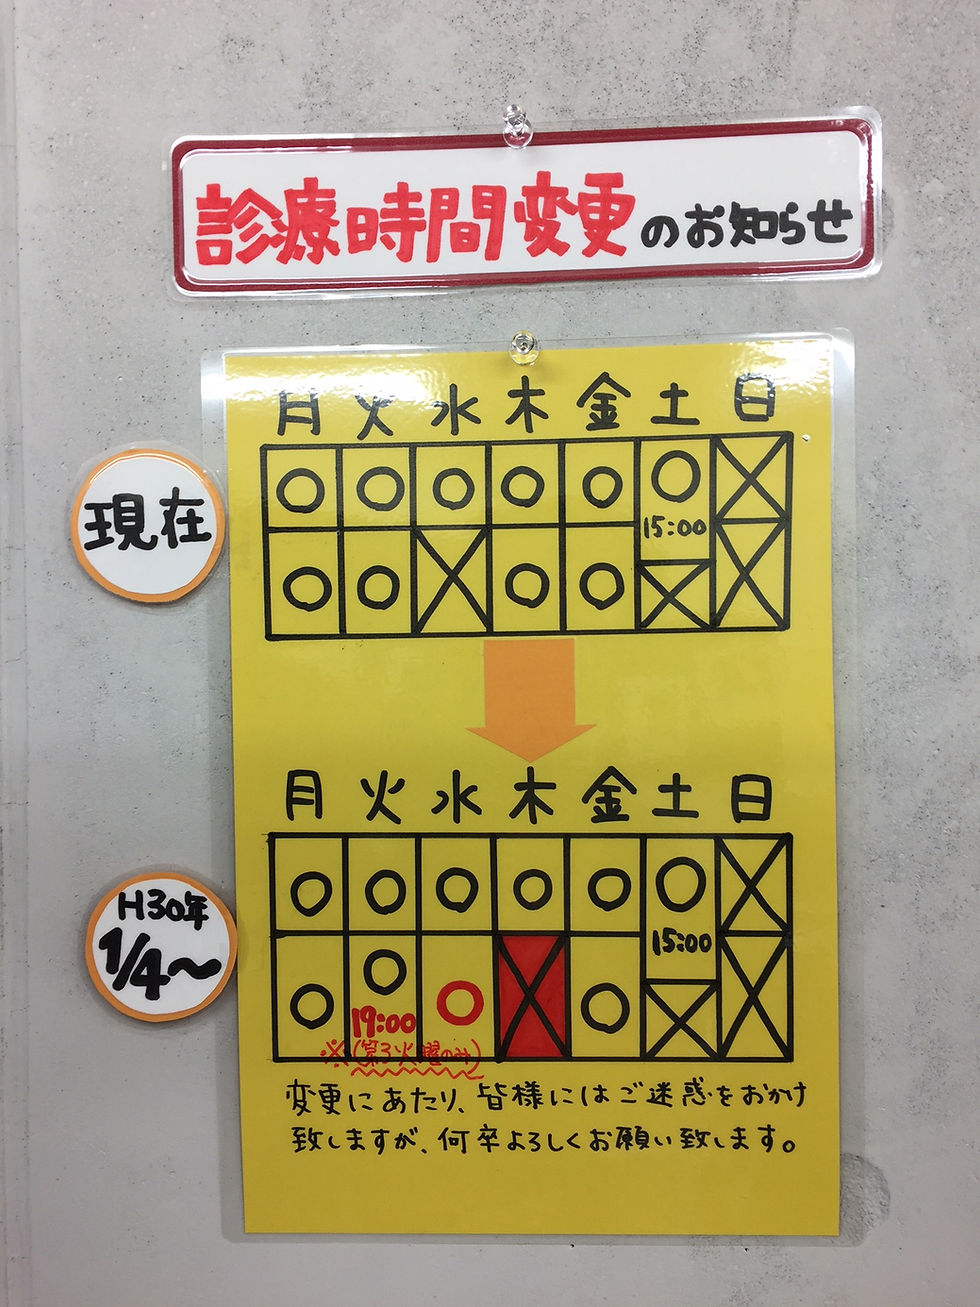 診療時間変更のお知らせ
月火水木金土日
現在
15:00
月火水木金土日
H30年
1/4〜
15:00
19:00
※(第3火曜のみ)
変更にあたり、皆様にはご迷惑をおかけ
致しますが、何卒よろしくお願い致します。